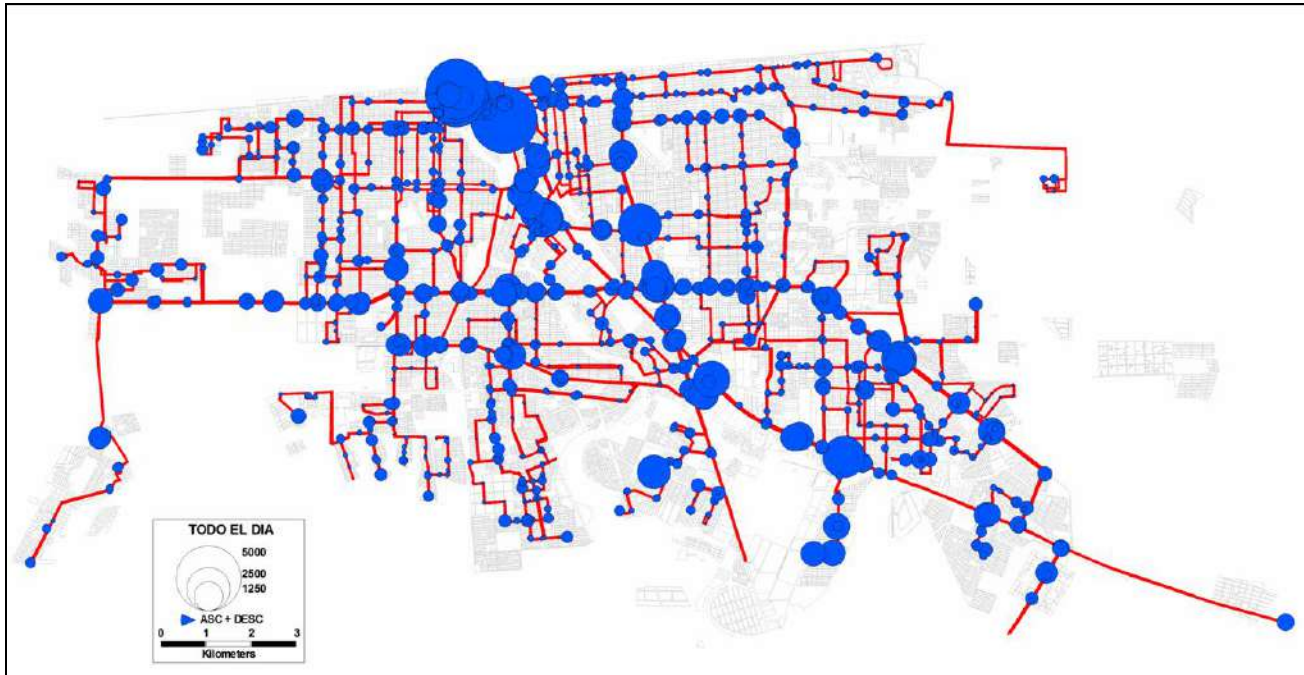 TODO EL DIA
5000
2500
1250
ASC + DESC
0 1 2 3
Kilometers